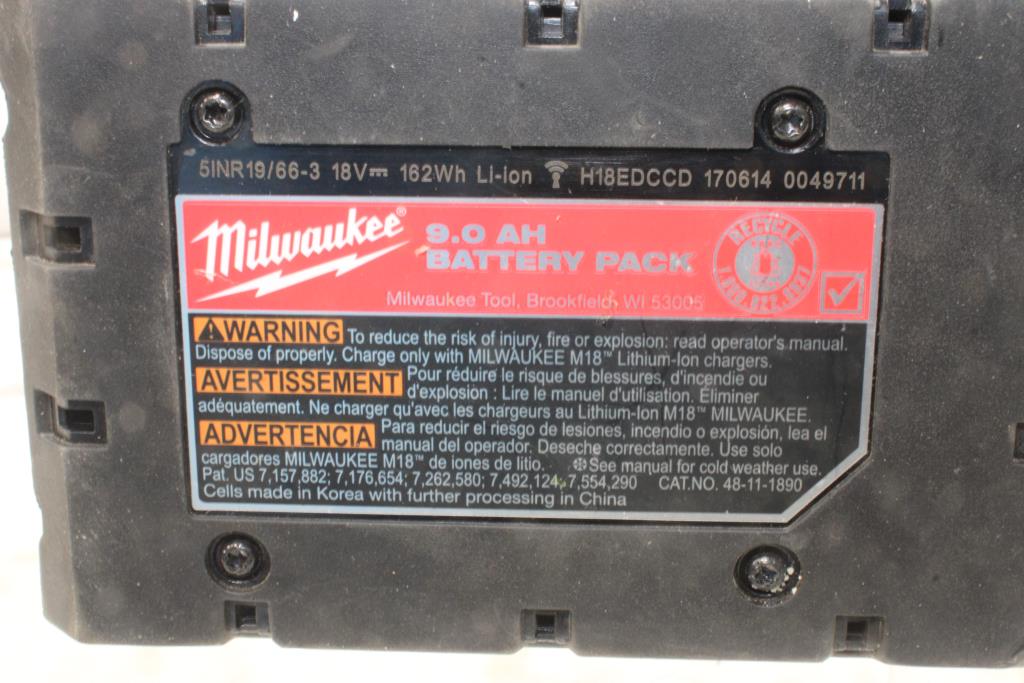 5INR19/66-3 18V⎓ 162Wh Li-Ion H18EDCCD 170614 0049711
Milwaukee®
9.0 AH
BATTERY PACK
RECYCLE
1.800.822.8837
Milwaukee Tool, Brookfield, WI 53005
⚠WARNING To reduce the risk of injury, fire or explosion: read operator's manual.
Dispose of properly. Charge only with MILWAUKEE M18™ Lithium-Ion chargers.
AVERTISSEMENT Pour réduire le risque de blessures, d'incendie ou
d'explosion : Lire le manuel d'utilisation. Éliminer
adéquatement. Ne charger qu'avec les chargeurs au Lithium-Ion M18™ MILWAUKEE.
ADVERTENCIA Para reducir el riesgo de lesiones, incendio o explosión, lea el
manual del operador. Deseche correctamente. Use solo
cargadores MILWAUKEE M18™ de iones de litio. ❄See manual for cold weather use.
Pat. US 7,157,882; 7,176,654; 7,262,580; 7,492,124; 7,554,290 CAT.NO. 48-11-1890
Cells made in Korea with further processing in China